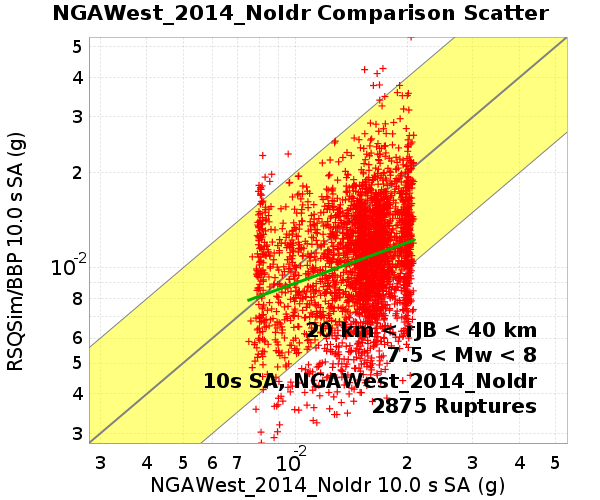 NGAWest_2014_NoIdr Comparison Scatter
5
4
3
2
10-2
8
6
5
4
3
RSQSim/BBP 10.0 s SA (g)
20 km < rJB < 40 km
7.5 < Mw < 8
10s SA, NGAWest_2014_NoIdr
2875 Ruptures
3 4 5 6 7 10-2 2 3 4 5
NGAWest_2014_NoIdr 10.0 s SA (g)